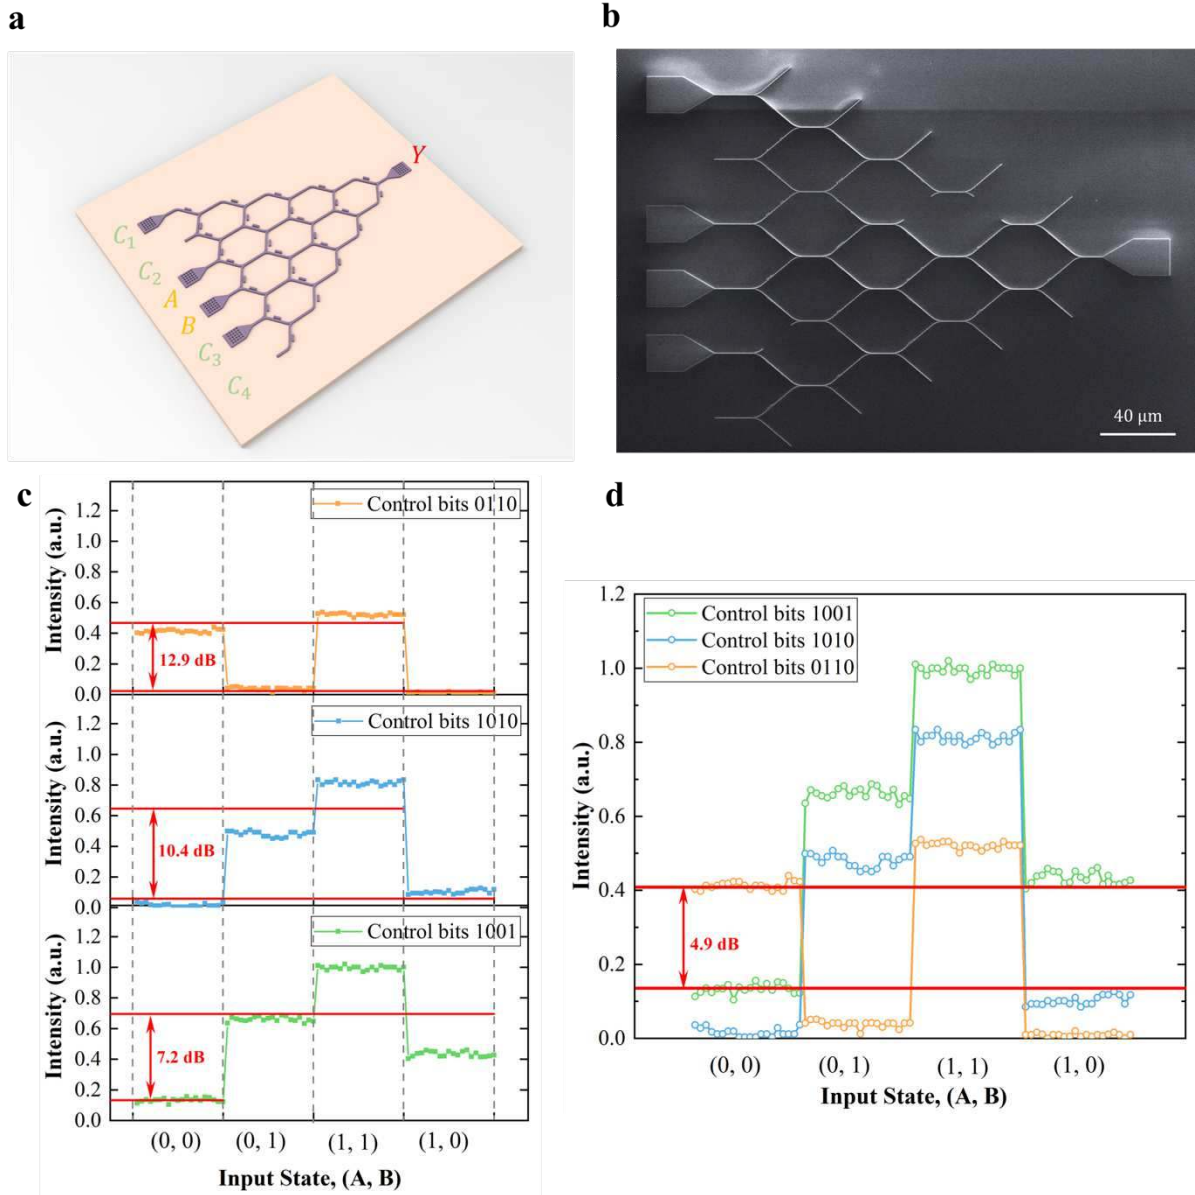 a
b
Y
C₁
C₂
A
B
C₃
C₄
40 μm
c
Intensity (a.u.)
1.2
1.0
0.8
0.6
0.4
0.2
0.0
Control bits 0110
12.9 dB
Intensity (a.u.)
1.2
1.0
0.8
0.6
0.4
0.2
0.0
Control bits 1010
10.4 dB
Intensity (a.u.)
1.2
1.0
0.8
0.6
0.4
0.2
0.0
Control bits 1001
7.2 dB
(0, 0) (0, 1) (1, 1) (1, 0)
Input State, (A, B)
d
Intensity (a.u.)
1.2
1.0
0.8
0.6
0.4
0.2
0.0
Control bits 1001
Control bits 1010
Control bits 0110
4.9 dB
(0, 0) (0, 1) (1, 1) (1, 0)
Input State, (A, B)